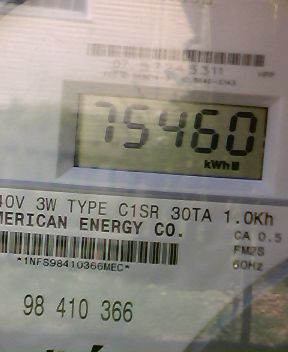 75460
kWh
40V 3W TYPE C1SR 30TA 1.0Kh
MERICAN ENERGY CO.
CA 0.5
FM2S
60Hz
*1NFS98410366MEC*
98 410 366